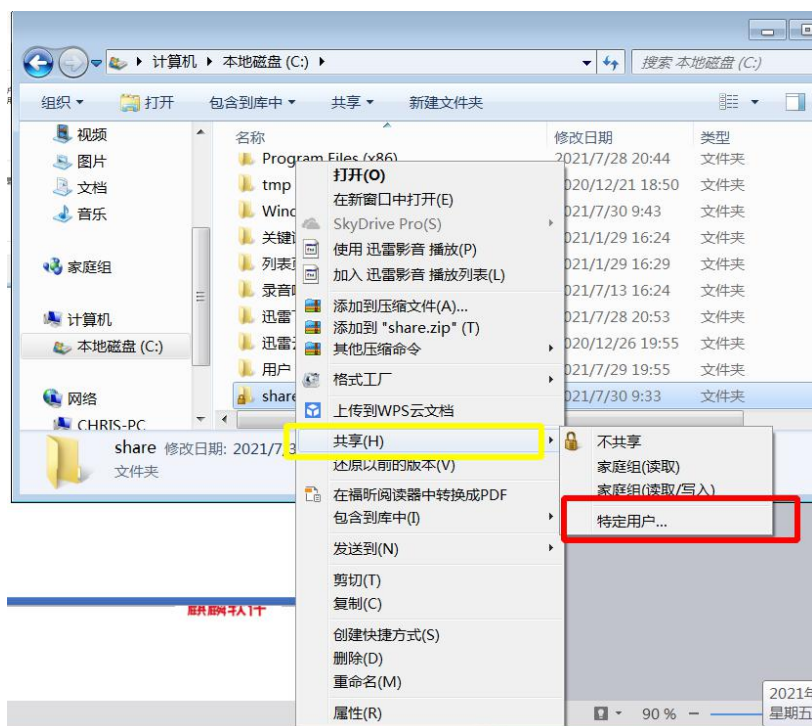 计算机 本地磁盘 (C:)
搜索 本地磁盘 (C:)
组织 打开 包含到库中 共享 新建文件夹
视频
图片
文档
音乐
家庭组
计算机
本地磁盘 (C:)
网络
CHRIS-PC
名称 修改日期 类型
Program Files (x86) 2021/7/28 20:44 文件夹
tmp 020/12/21 18:50 文件夹
Winc 021/7/30 9:43 文件夹
关键 021/1/29 16:24 文件夹
列表 021/1/29 16:29 文件夹
录音 021/7/13 16:24 文件夹
迅雷 021/7/28 20:53 文件夹
迅雷 020/12/26 19:55 文件夹
用户 021/7/29 19:55 文件夹
share 021/7/30 9:33 文件夹
share 修改日期: 2021/7/3
文件夹
打开(O)
在新窗口中打开(E)
SkyDrive Pro(S)
使用 迅雷影音 播放(P)
加入 迅雷影音 播放列表(L)
添加到压缩文件(A)...
添加到 "share.zip" (T)
其他压缩命令
格式工厂
上传到WPS云文档
共享(H)
还原以前的版本(V)
在福昕阅读器中转换成PDF
包含到库中(I)
发送到(N)
剪切(T)
复制(C)
创建快捷方式(S)
删除(D)
重命名(M)
属性(R)
不共享
家庭组(读取)
家庭组(读取/写入)
特定用户...
麒麟软件
90 %
2021年
星期五